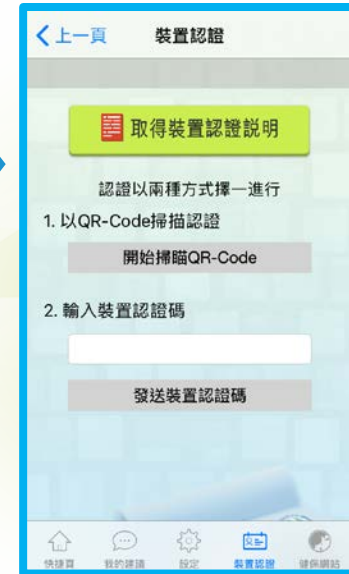 上一頁 裝置認證
取得裝置認證說明
認證以兩種方式擇一進行
1. 以QR-Code掃描認證
開始掃瞄QR-Code
2. 輸入裝置認證碼
發送裝置認證碼
快捷頁 我的建議 設定 裝置認證 健保網站